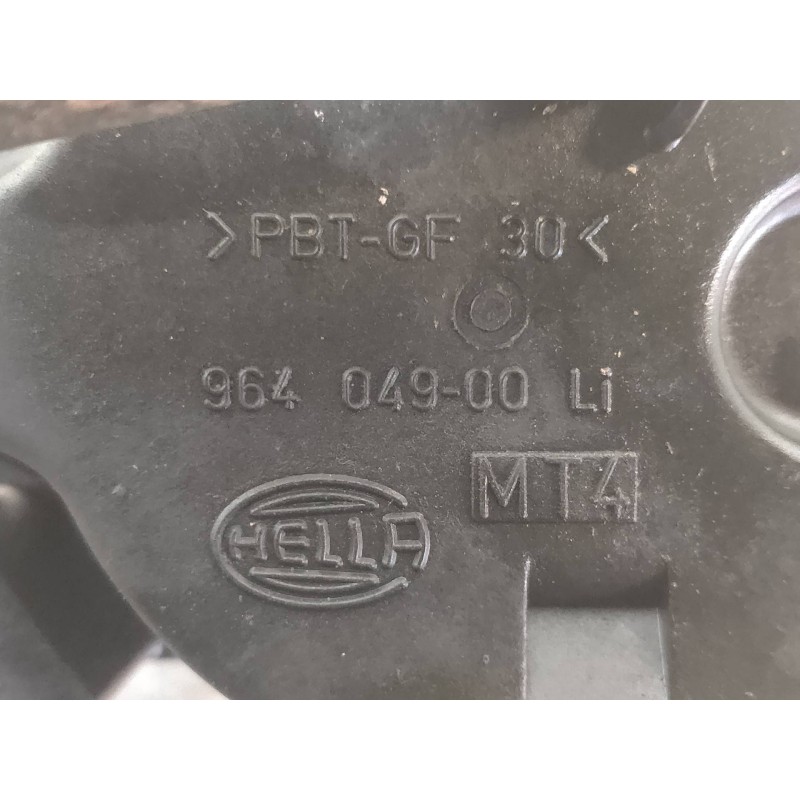 >PBT-GF 30<
964 049-00 Li
MT4
HELLA